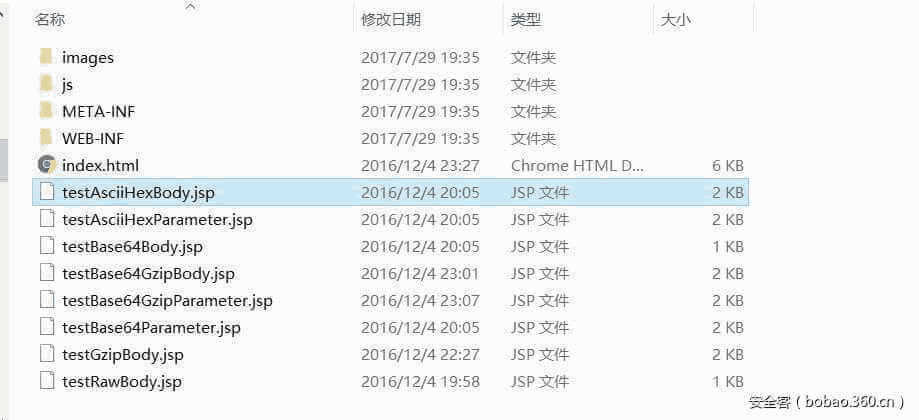 名称 修改日期 类型 大小
images 2017/7/29 19:35 文件夹
js 2017/7/29 19:35 文件夹
META-INF 2017/7/29 19:35 文件夹
WEB-INF 2017/7/29 19:35 文件夹
index.html 2016/12/4 23:27 Chrome HTML D... 6 KB
testAsciiHexBody.jsp 2016/12/4 20:05 JSP 文件 2 KB
testAsciiHexParameter.jsp 2016/12/4 20:05 JSP 文件 2 KB
testBase64Body.jsp 2016/12/4 20:05 JSP 文件 1 KB
testBase64GzipBody.jsp 2016/12/4 23:01 JSP 文件 2 KB
testBase64GzipParameter.jsp 2016/12/4 23:07 JSP 文件 2 KB
testBase64Parameter.jsp 2016/12/4 20:05 JSP 文件 2 KB
testGzipBody.jsp 2016/12/4 22:27 JSP 文件 2 KB
testRawBody.jsp 2016/12/4 19:58 JSP 文件 1 KB
安全客（bobao.360.cn）